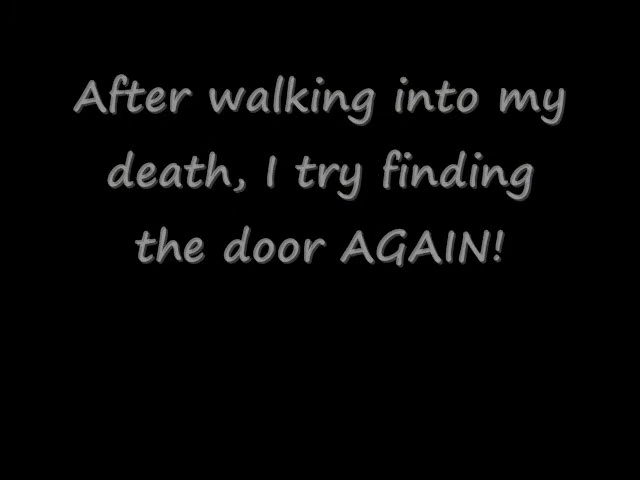 After walking into my
death, I try finding
the door AGAIN!